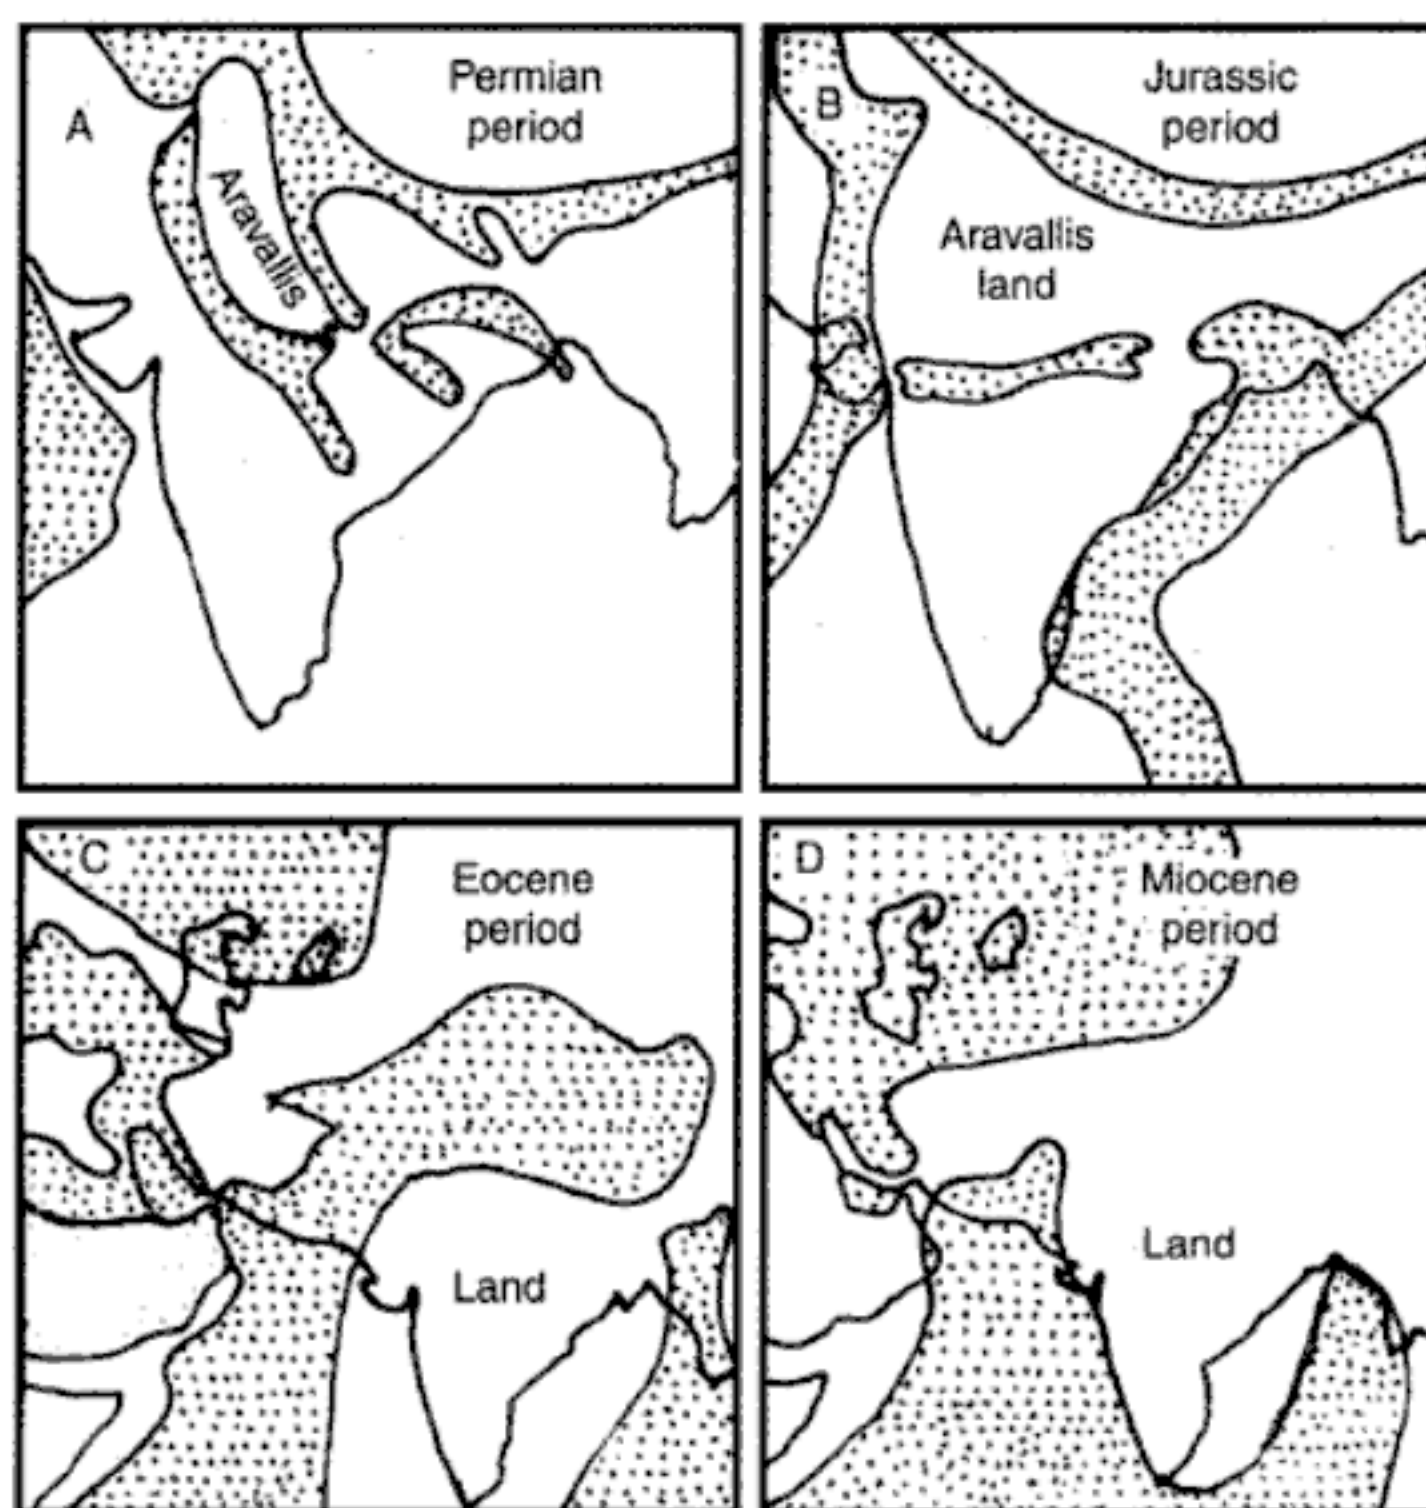 A
Permian
period
Aravallis
B
Jurassic
period
Aravallis
land
C
Eocene
period
Land
D
Miocene
period
Land